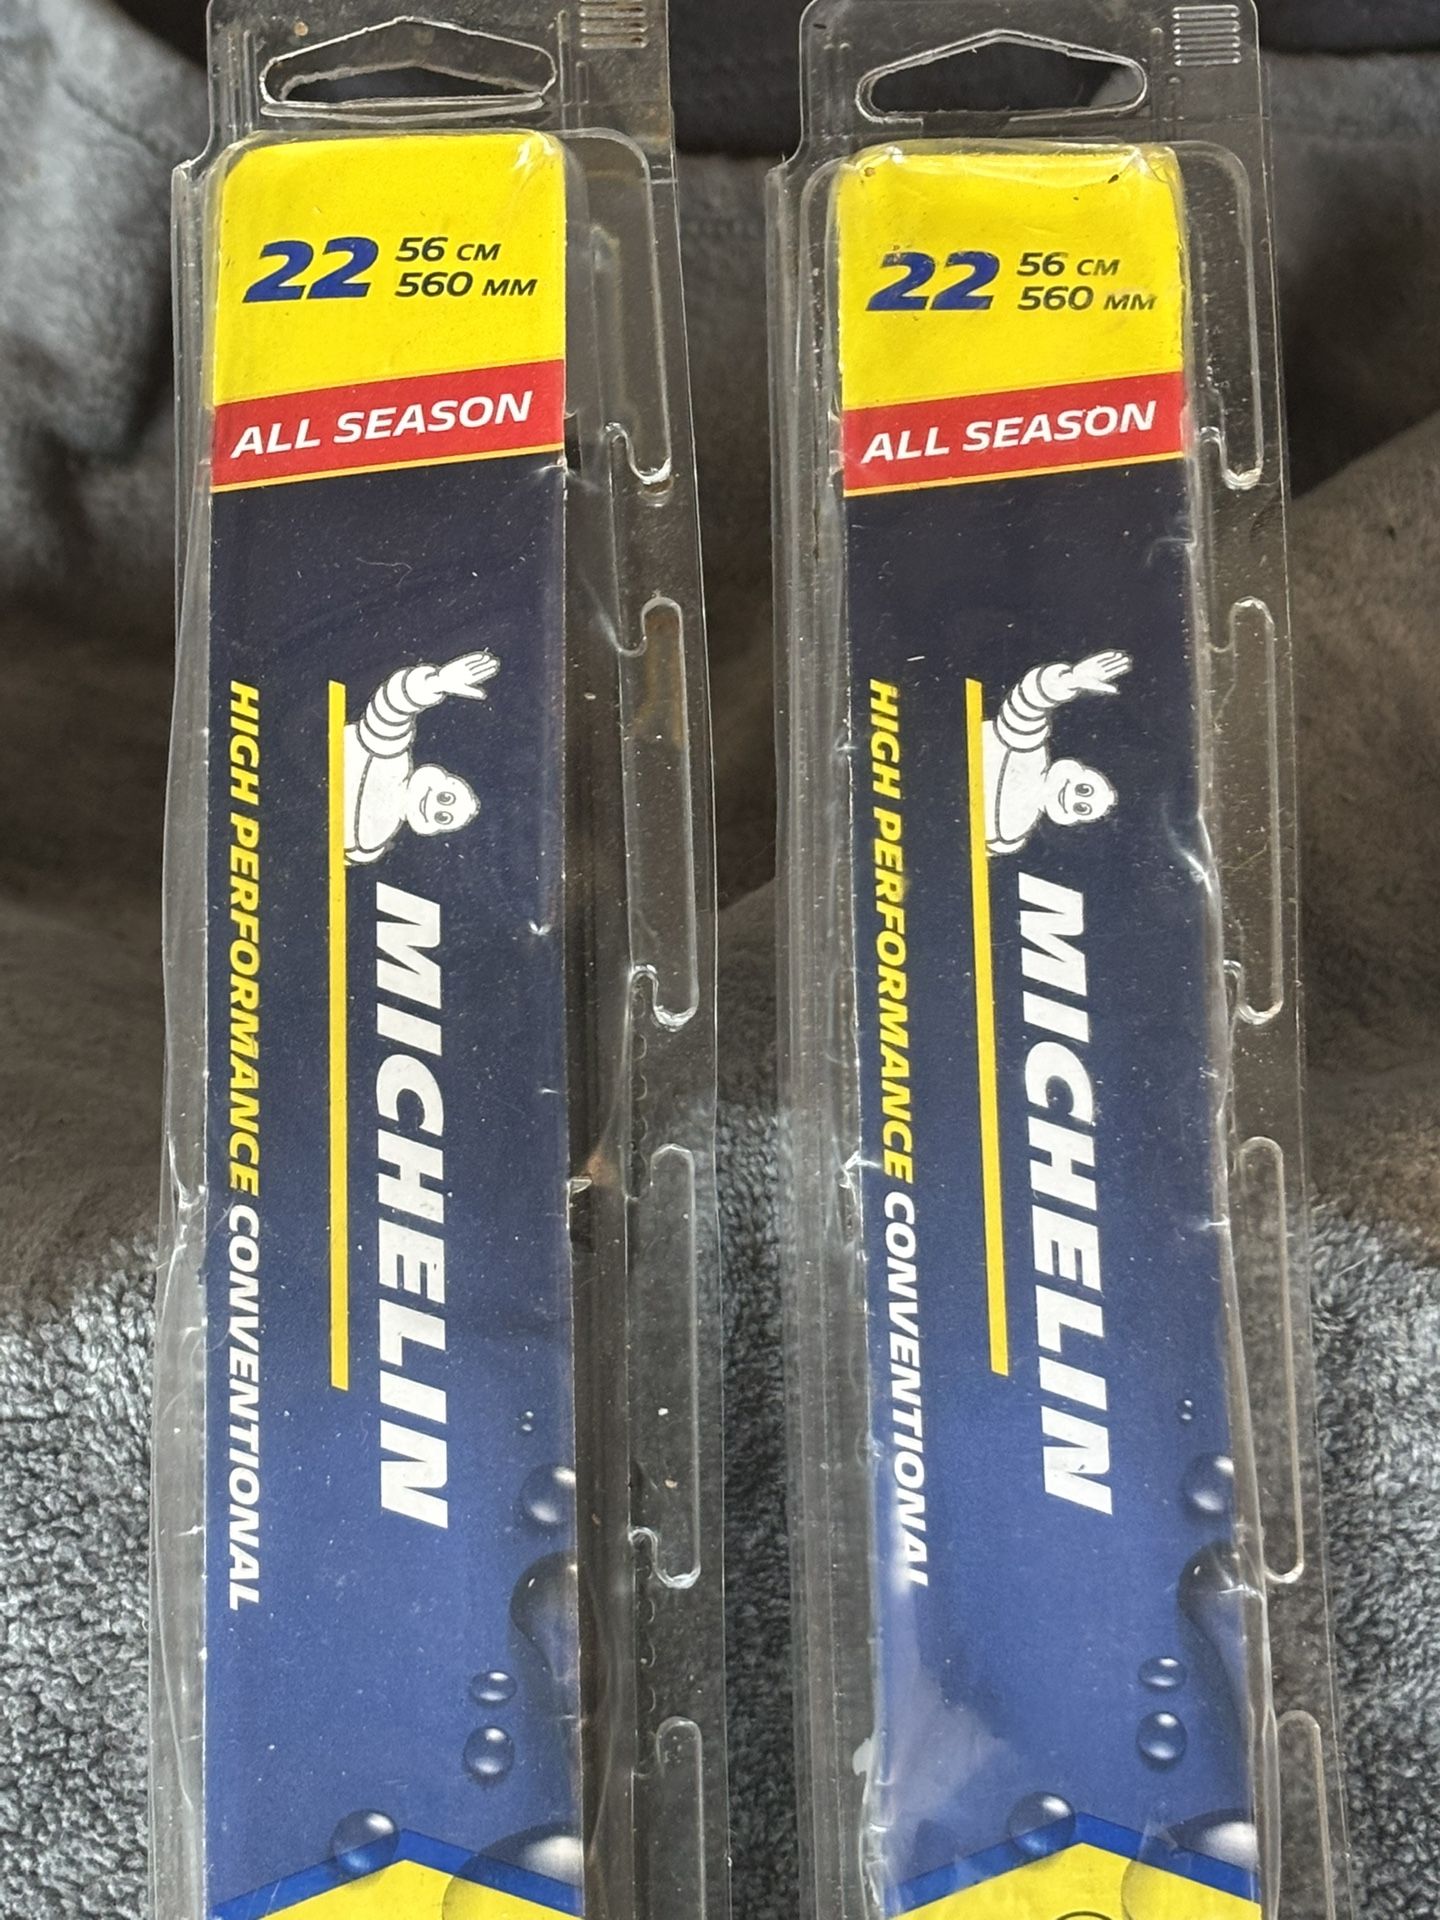 22 56 CM
560 MM
ALL SEASON
MICHELIN
HIGH PERFORMANCE CONVENTIONAL
22 56 CM
560 MM
ALL SEASON
MICHELIN
HIGH PERFORMANCE CONVENTIONAL